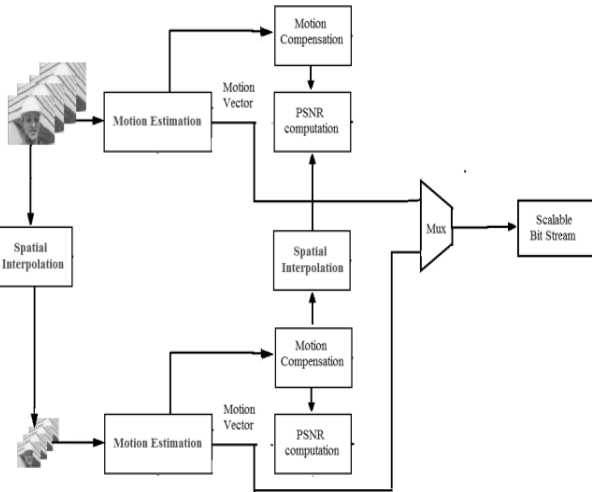 Motion
Compensation
Motion
Vector
Motion Estimation
PSNR
computation
Mux
Scalable
Bit Stream
Spatial
Interpolation
Spatial
Interpolation
Motion
Compensation
Motion
Vector
Motion Estimation
PSNR
computation